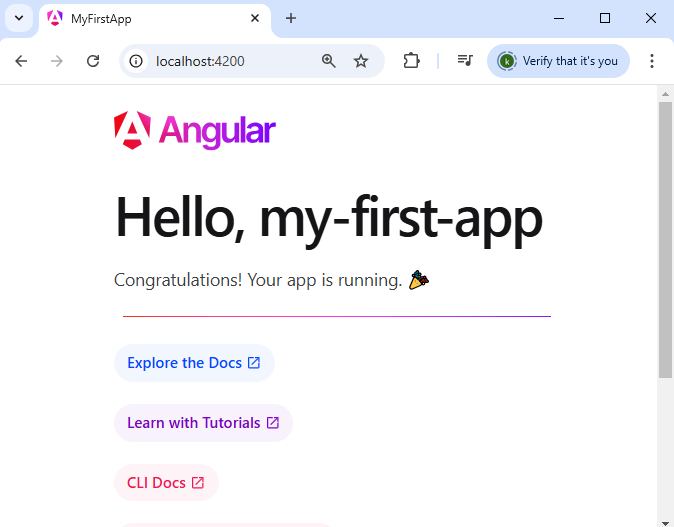 MyFirstApp
localhost:4200
k
Verify that it's you
Angular
Hello, my-first-app
Congratulations! Your app is running. 🎉
Explore the Docs
Learn with Tutorials
CLI Docs